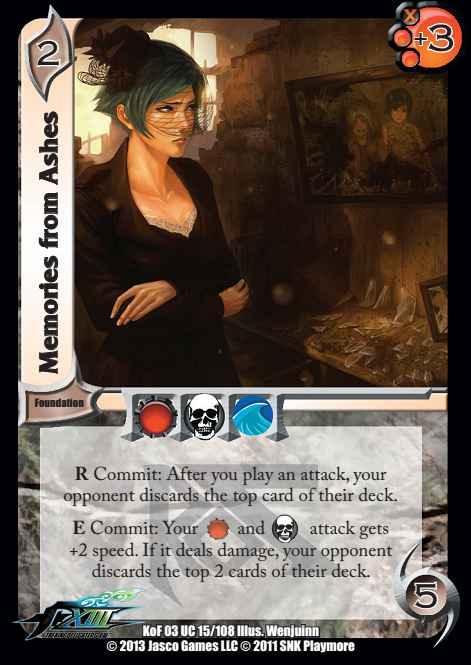 2
+3
Memories from Ashes
Foundation
R Commit: After you play an attack, your
opponent discards the top card of their deck.
E Commit: Your and attack gets
+2 speed. If it deals damage, your opponent
discards the top 2 cards of their deck.
5
XIII
KoF 03 UC 15/108 Illus. Wenjuinn
© 2013 Jasco Games LLC © 2011 SNK Playmore